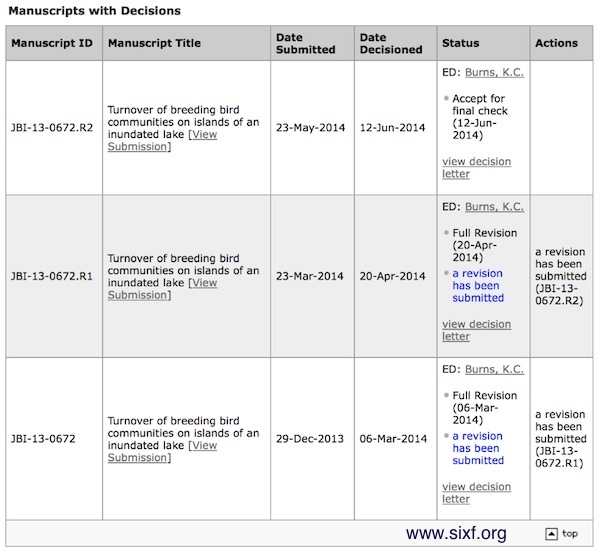 Manuscripts with Decisions
Manuscript ID
Manuscript Title
Date
Submitted
Date
Decisioned
Status
Actions
JBI-13-0672.R2
Turnover of breeding bird
communities on islands of an
inundated lake [View
Submission]
23-May-2014
12-Jun-2014
ED: Burns, K.C.
Accept for
final check
(12-Jun-
2014)
view decision
letter
JBI-13-0672.R1
Turnover of breeding bird
communities on islands of an
inundated lake [View
Submission]
23-Mar-2014
20-Apr-2014
ED: Burns, K.C.
Full Revision
(20-Apr-
2014)
a revision
has been
submitted
view decision
letter
a revision
has been
submitted
(JBI-13-
0672.R2)
JBI-13-0672
Turnover of breeding bird
communities on islands of an
inundated lake [View
Submission]
29-Dec-2013
06-Mar-2014
ED: Burns, K.C.
Full Revision
(06-Mar-
2014)
a revision
has been
submitted
view decision
letter
a revision
has been
submitted
(JBI-13-
0672.R1)
www.sixf.org
top